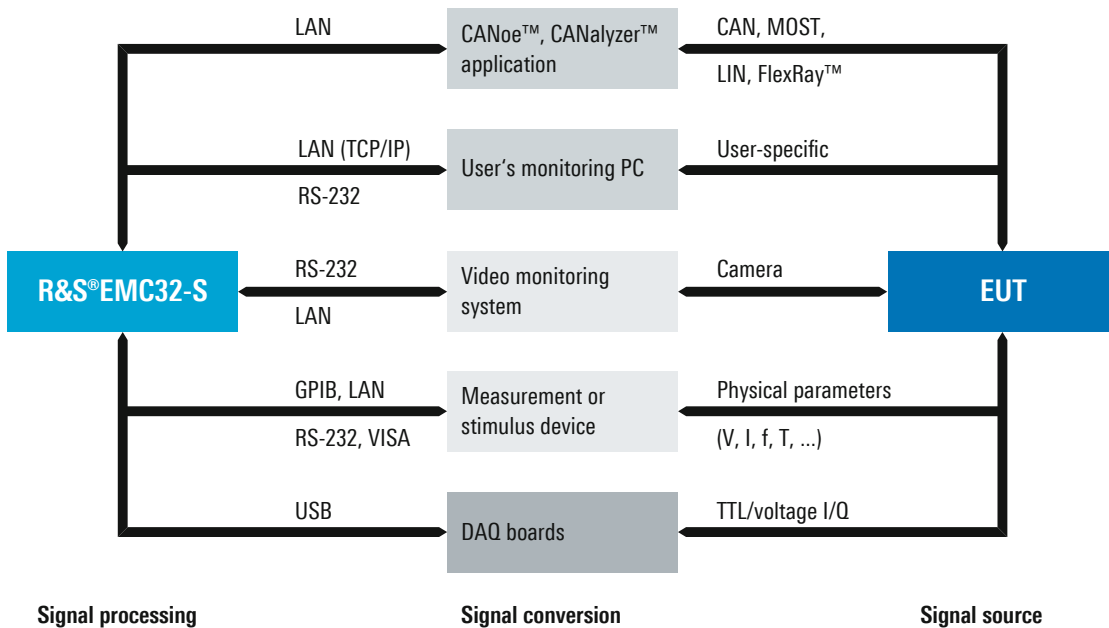 LAN
CANoe™, CANalyzer™
application
CAN, MOST,
LIN, FlexRay™
LAN (TCP/IP)
RS-232
User's monitoring PC
User-specific
R&S®EMC32-S
RS-232
LAN
Video monitoring
system
Camera
EUT
GPIB, LAN
RS-232, VISA
Measurement or
stimulus device
Physical parameters
(V, I, f, T, ...)
USB
DAQ boards
TTL/voltage I/Q
Signal processing
Signal conversion
Signal source